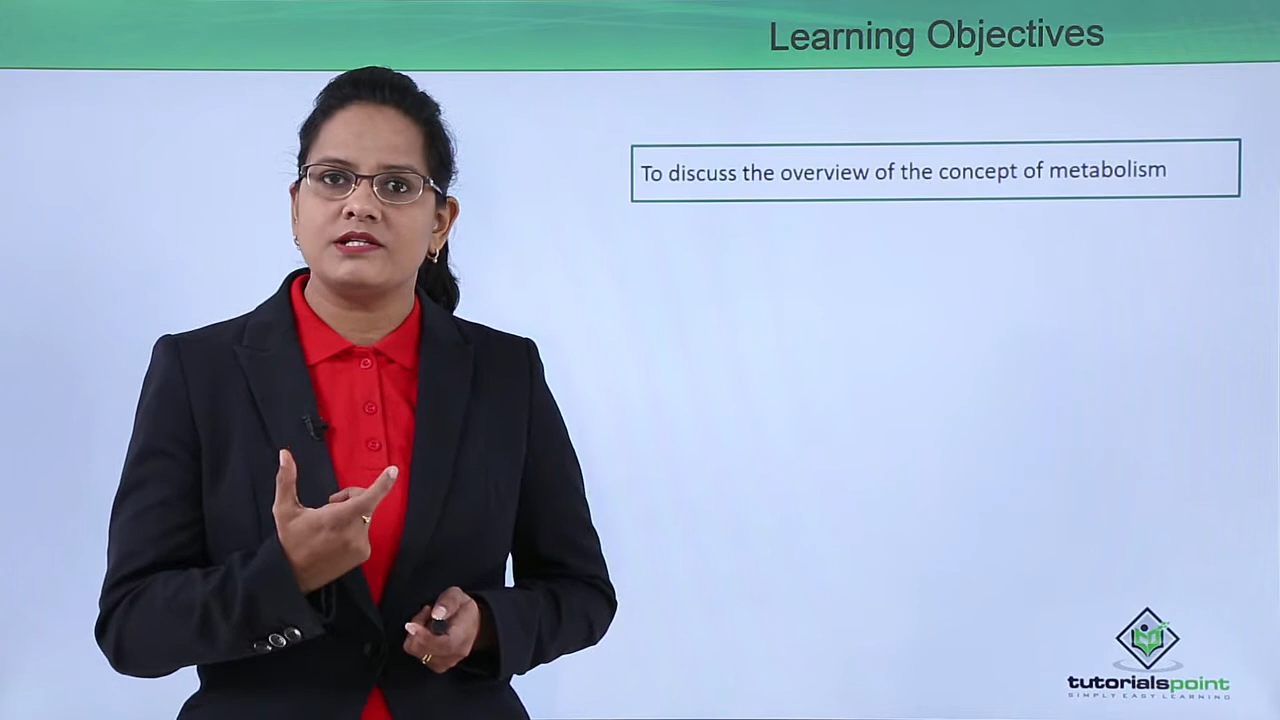 Learning Objectives
To discuss the overview of the concept of metabolism
tutorialspoint
SIMPLY EASY LEARNING